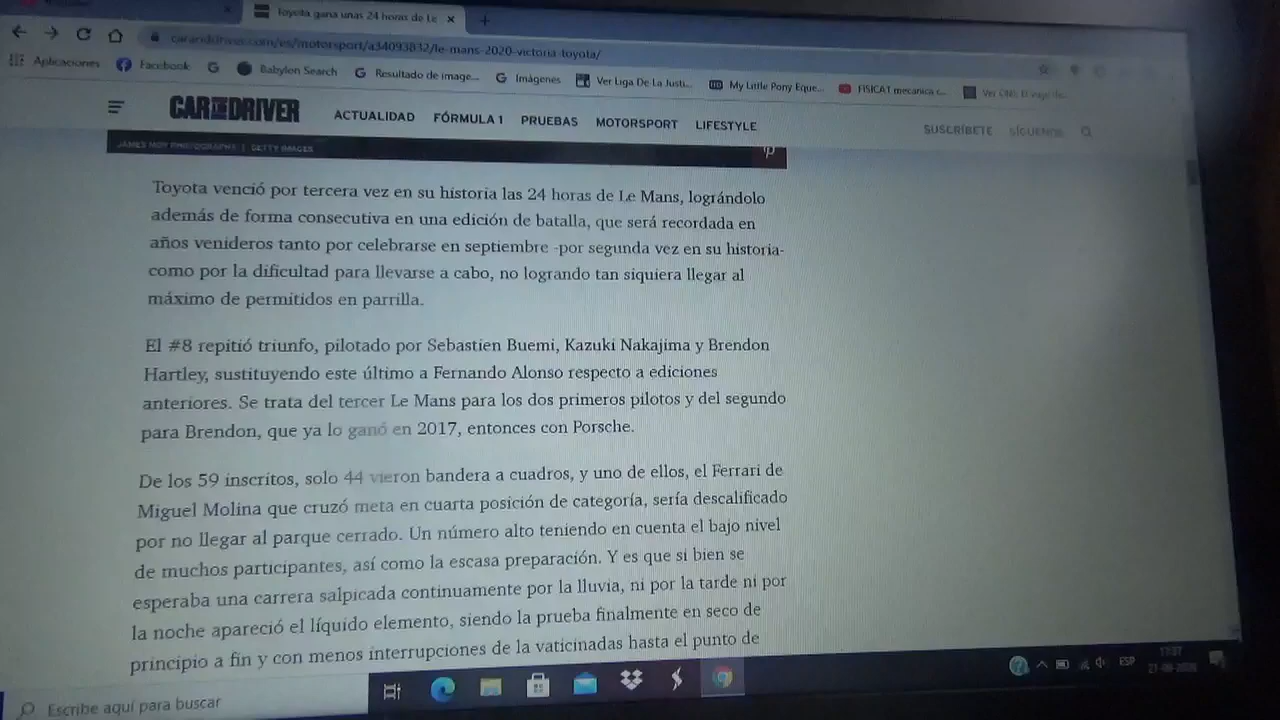 Toyota gana unas 24 horas de Le
caranddriver.com/es/motorsport/a34093832/le-mans-2020-victoria-toyota/
Aplicaciones Facebook Babylon Search Resultado de image... Imágenes Ver Liga De La Justi... My Little Pony Eque... FISICA1 mecanica c...
CAR AND DRIVER ACTUALIDAD FÓRMULA 1 PRUEBAS MOTORSPORT LIFESTYLE SUSCRÍBETE SÍGUENOS
JAMES MOY PHOTOGRAPHY | GETTY IMAGES
Toyota venció por tercera vez en su historia las 24 horas de Le Mans, lográndolo
además de forma consecutiva en una edición de batalla, que será recordada en
años venideros tanto por celebrarse en septiembre -por segunda vez en su historia-
como por la dificultad para llevarse a cabo, no logrando tan siquiera llegar al
máximo de permitidos en parrilla.
El #8 repitió triunfo, pilotado por Sebastien Buemi, Kazuki Nakajima y Brendon
Hartley, sustituyendo este último a Fernando Alonso respecto a ediciones
anteriores. Se trata del tercer Le Mans para los dos primeros pilotos y del segundo
para Brendon, que ya lo ganó en 2017, entonces con Porsche.
De los 59 inscritos, solo 44 vieron bandera a cuadros, y uno de ellos, el Ferrari de
Miguel Molina que cruzó meta en cuarta posición de categoría, sería descalificado
por no llegar al parque cerrado. Un número alto teniendo en cuenta el bajo nivel
de muchos participantes, así como la escasa preparación. Y es que si bien se
esperaba una carrera salpicada continuamente por la lluvia, ni por la tarde ni por
la noche apareció el líquido elemento, siendo la prueba finalmente en seco de
principio a fin y con menos interrupciones de la vaticinadas hasta el punto de
Escribe aquí para buscar
ESP